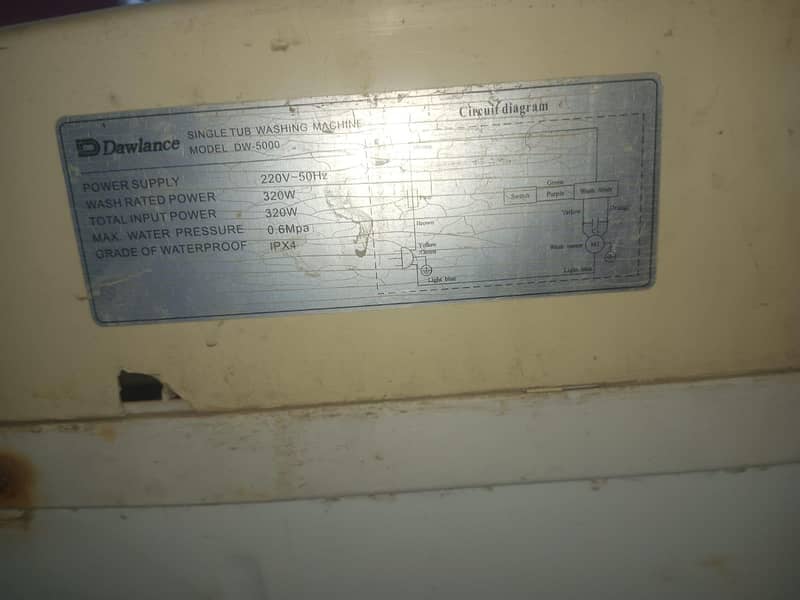 Dawlance
SINGLE TUB WASHING MACHINE
MODEL DW-5000
POWER SUPPLY 220V~50Hz
WASH RATED POWER 320W
TOTAL INPUT POWER 320W
MAX. WATER PRESSURE 0.6Mpa
GRADE OF WATERPROOF IPX4
Circuit diagram
Brown
Yellow
Green
Light blue
Green
Switch Purple
Yellow Orange
Wash motor
Light blue